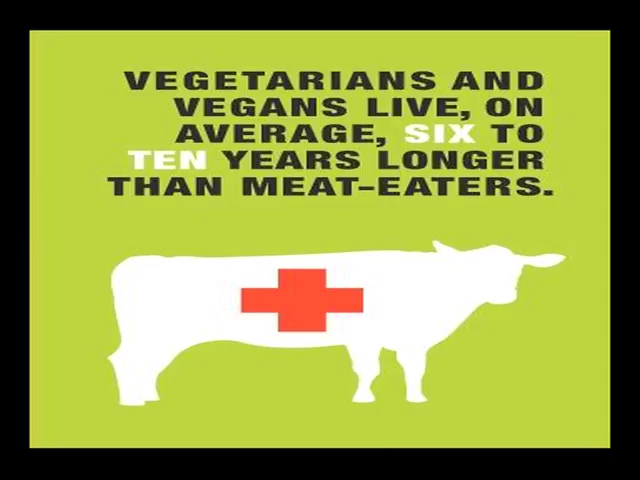 VEGETARIANS AND
VEGANS LIVE, ON
AVERAGE, SIX TO
TEN YEARS LONGER
THAN MEAT-EATERS.